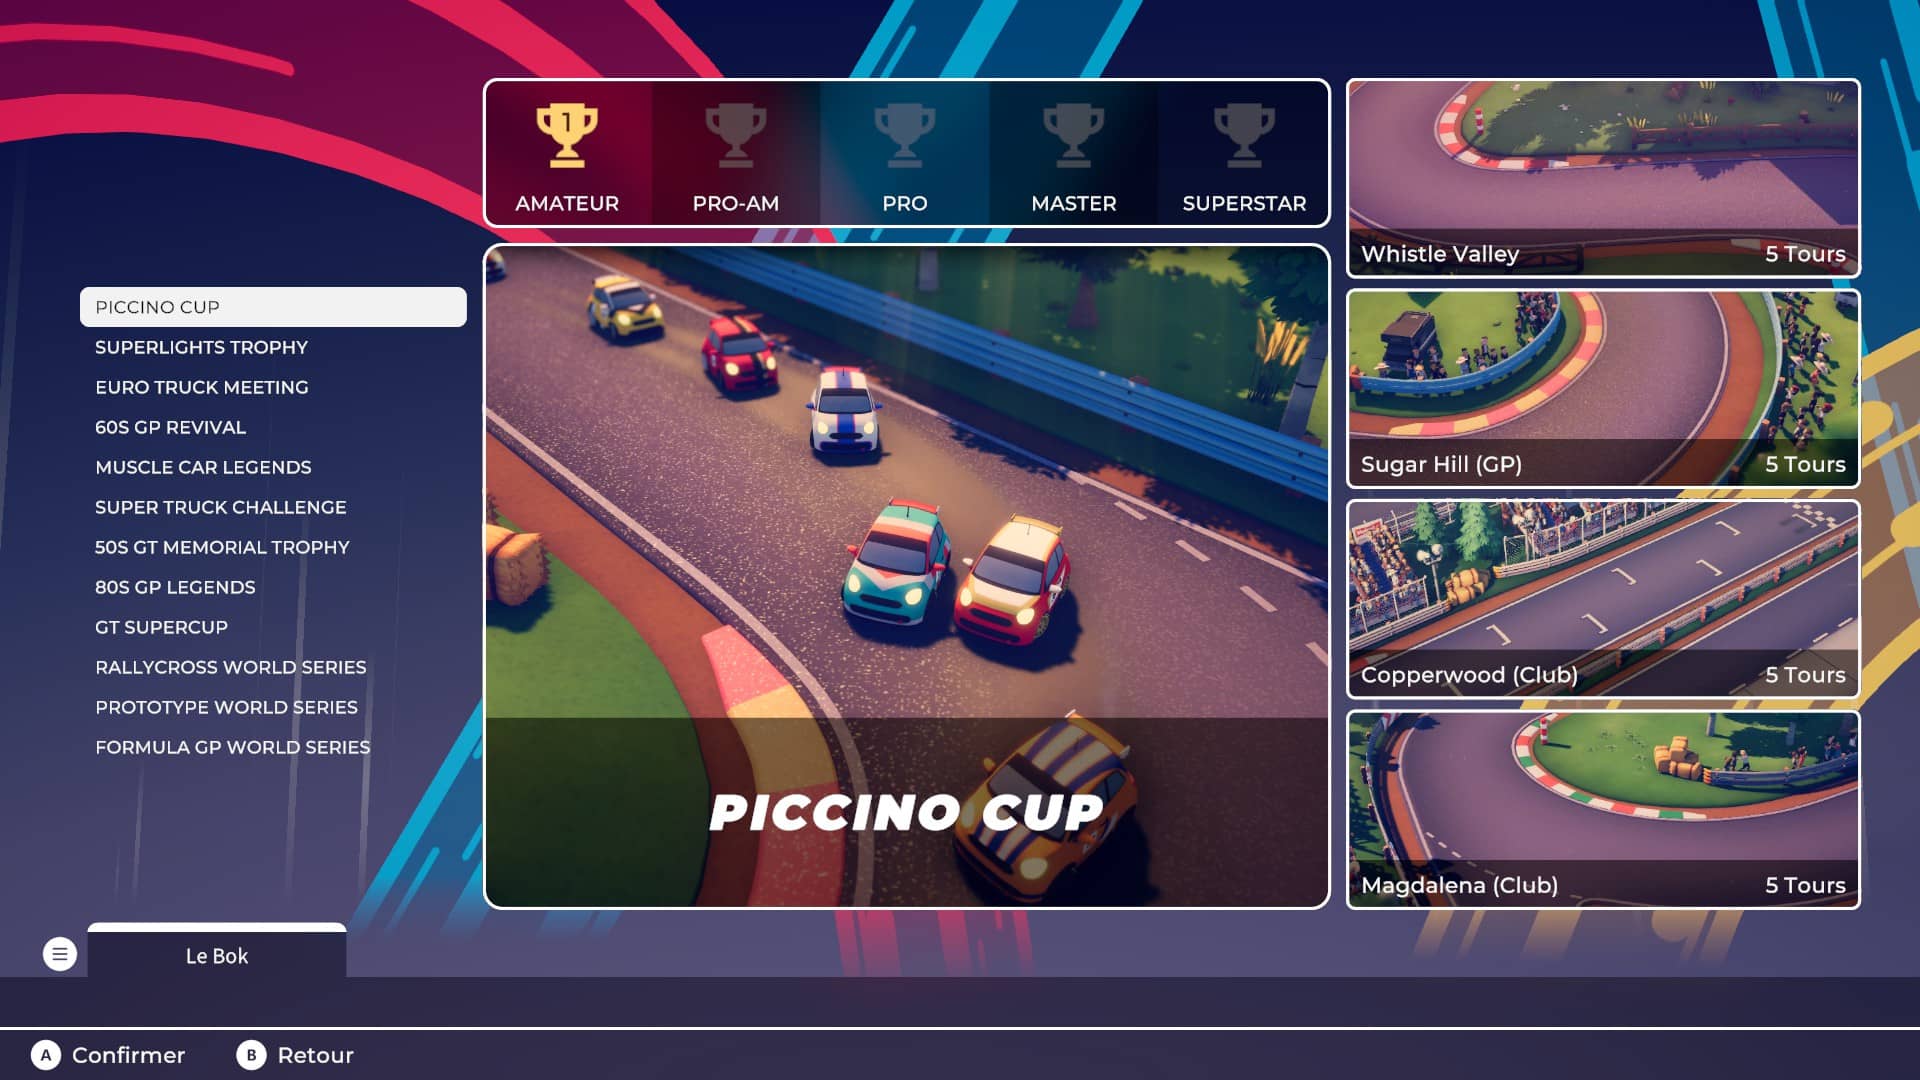 1
AMATEUR
PRO-AM
PRO
MASTER
SUPERSTAR
PICCINO CUP
SUPERLIGHTS TROPHY
EURO TRUCK MEETING
60S GP REVIVAL
MUSCLE CAR LEGENDS
SUPER TRUCK CHALLENGE
50S GT MEMORIAL TROPHY
80S GP LEGENDS
GT SUPERCUP
RALLYCROSS WORLD SERIES
PROTOTYPE WORLD SERIES
FORMULA GP WORLD SERIES
PICCINO CUP
Whistle Valley 5 Tours
Sugar Hill (GP) 5 Tours
Copperwood (Club) 5 Tours
Magdalena (Club) 5 Tours
Le Bok
A Confirmer B Retour